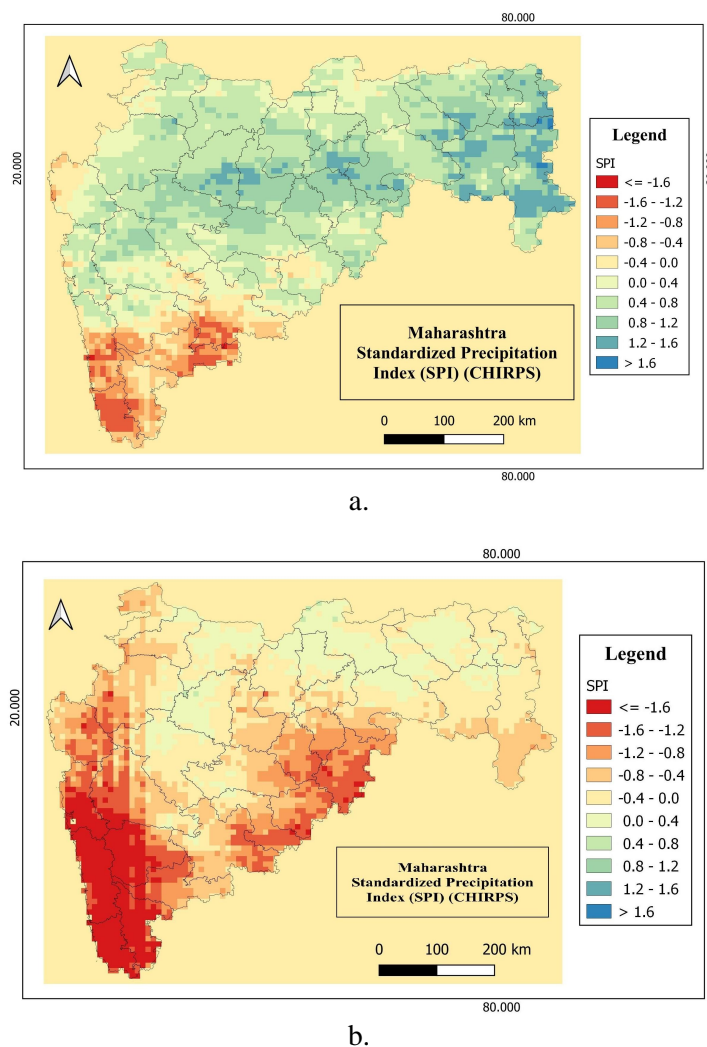 80.000
20.000
Legend
SPI
<= -1.6
-1.6 - -1.2
-1.2 - -0.8
-0.8 - -0.4
-0.4 - 0.0
0.0 - 0.4
0.4 - 0.8
0.8 - 1.2
1.2 - 1.6
> 1.6
Maharashtra
Standardized Precipitation
Index (SPI) (CHIRPS)
0 100 200 km
80.000
a.
80.000
20.000
Legend
SPI
<= -1.6
-1.6 - -1.2
-1.2 - -0.8
-0.8 - -0.4
-0.4 - 0.0
0.0 - 0.4
0.4 - 0.8
0.8 - 1.2
1.2 - 1.6
> 1.6
Maharashtra
Standardized Precipitation
Index (SPI) (CHIRPS)
0 100 200 km
80.000
b.